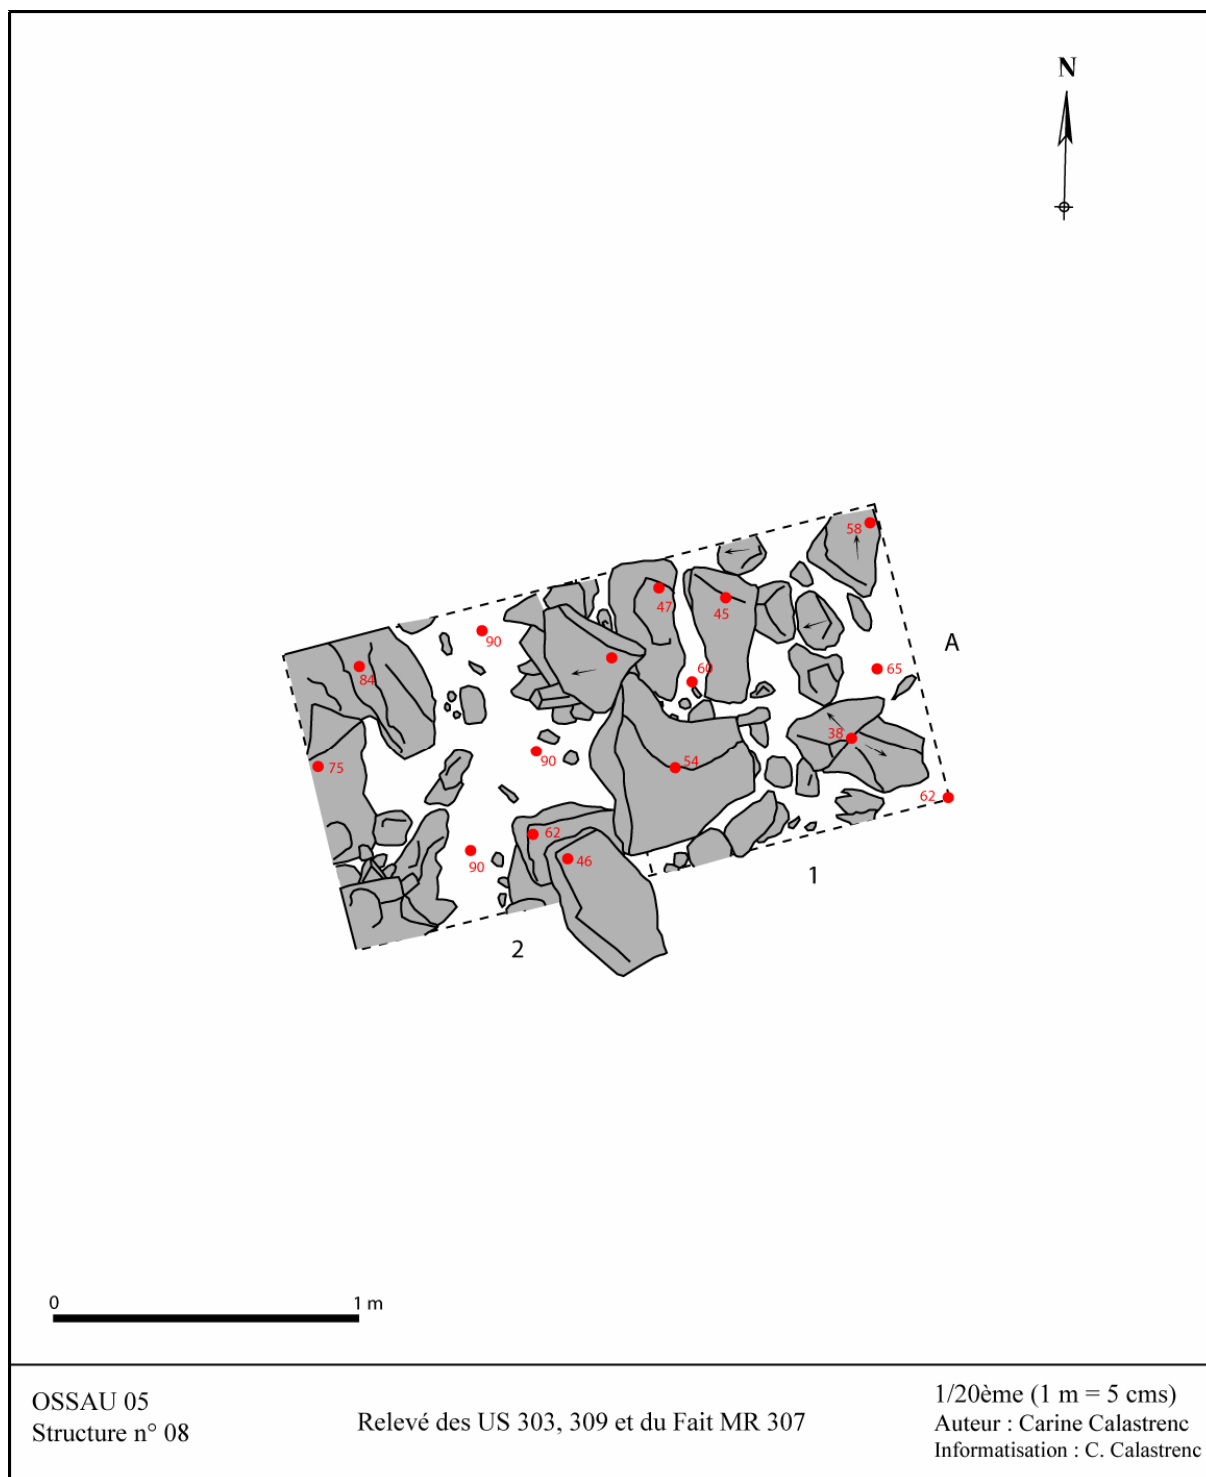 N
58
47
45
90
60
65
A
84
38
90
54
75
62
62
46
90
1
2
0 1 m
OSSAU 05
Structure n° 08
Relevé des US 303, 309 et du Fait MR 307
1/20ème (1 m = 5 cms)
Auteur : Carine Calastrenc
Informatisation : C. Calastrenc